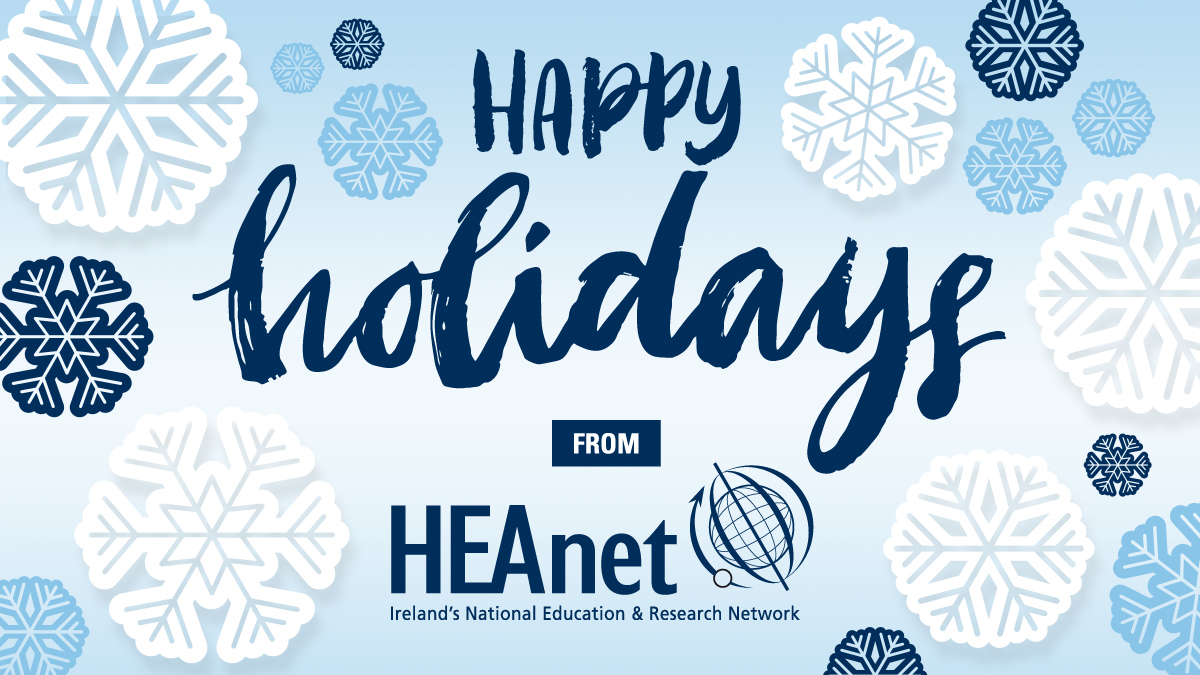 HAPPY
holidays
FROM
HEAnet
Ireland's National Education & Research Network